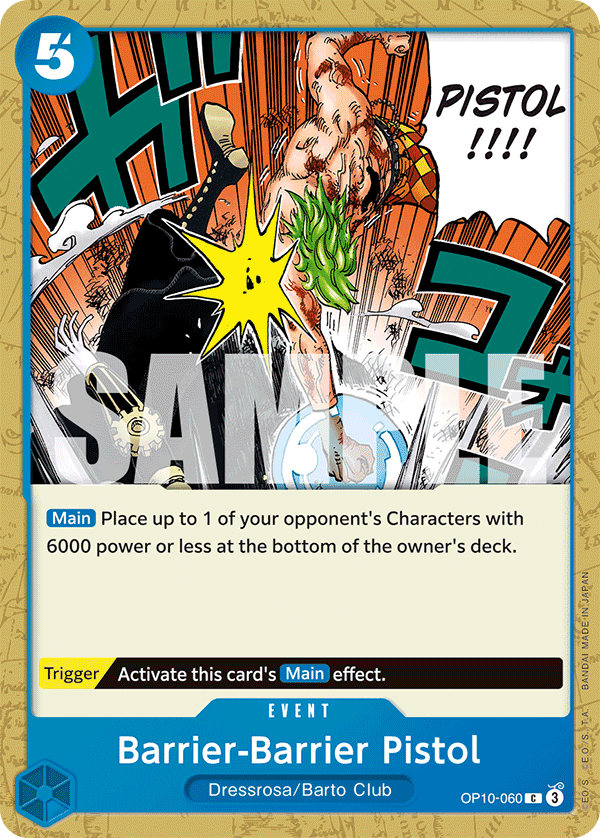 5
PISTOL
!!!!
SAMPLE
Main Place up to 1 of your opponent's Characters with
6000 power or less at the bottom of the owner's deck.
Trigger Activate this card's Main effect.
EVENT
Barrier-Barrier Pistol
Dressrosa/Barto Club
OP10-060 C 3
©E.O./S. ©E.O./S.,T.A. BANDAI MADE IN JAPAN